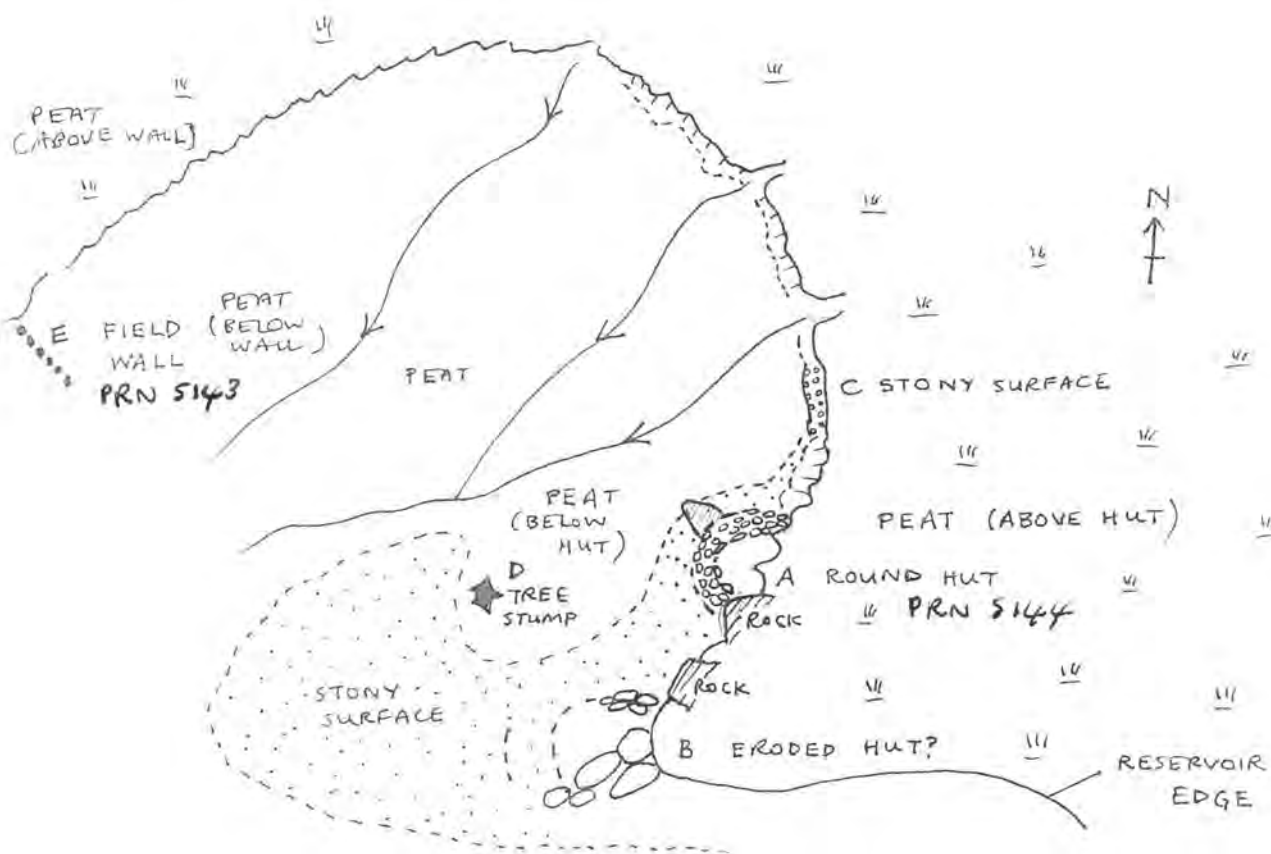 PEAT
(ABOVE WALL)
N
E FIELD
WALL
PRN 5143
PEAT
(BELOW
WALL)
PEAT
C STONY SURFACE
PEAT
(BELOW
HUT)
PEAT (ABOVE HUT)
D
TREE
STUMP
A ROUND HUT
PRN 5144
ROCK
ROCK
STONY
SURFACE
B ERODED HUT?
RESERVOIR
EDGE